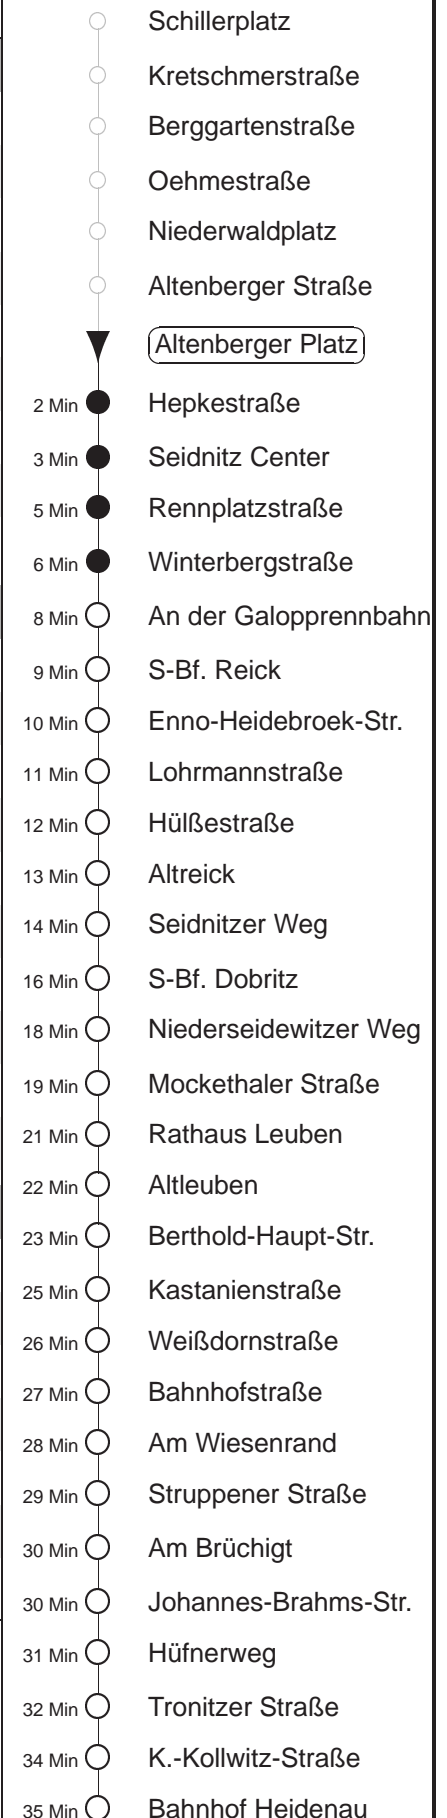 Schillerplatz
Kretschmerstraße
Berggartenstraße
Oehmestraße
Niederwaldplatz
Altenberger Straße
Altenberger Platz
2 Min Hepkestraße
3 Min Seidnitz Center
5 Min Rennplatzstraße
6 Min Winterbergstraße
8 Min An der Galopprennbahn
9 Min S-Bf. Reick
10 Min Enno-Heidebroek-Str.
11 Min Lohrmannstraße
12 Min Hülßestraße
13 Min Altreick
14 Min Seidnitzer Weg
16 Min S-Bf. Dobritz
18 Min Niederseidewitzer Weg
19 Min Mockethaler Straße
21 Min Rathaus Leuben
22 Min Altleuben
23 Min Berthold-Haupt-Str.
25 Min Kastanienstraße
26 Min Weißdornstraße
27 Min Bahnhofstraße
28 Min Am Wiesenrand
29 Min Struppener Straße
30 Min Am Brüchigt
30 Min Johannes-Brahms-Str.
31 Min Hüfnerweg
32 Min Tronitzer Straße
34 Min K.-Kollwitz-Straße
35 Min Bahnhof Heidenau